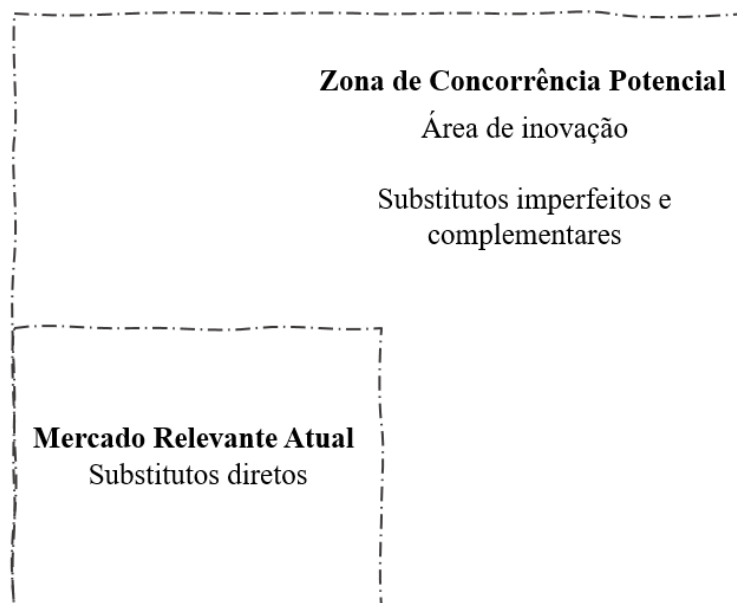 Zona de Concorrência Potencial
Área de inovação
Substitutos imperfeitos e
complementares
Mercado Relevante Atual
Substitutos diretos